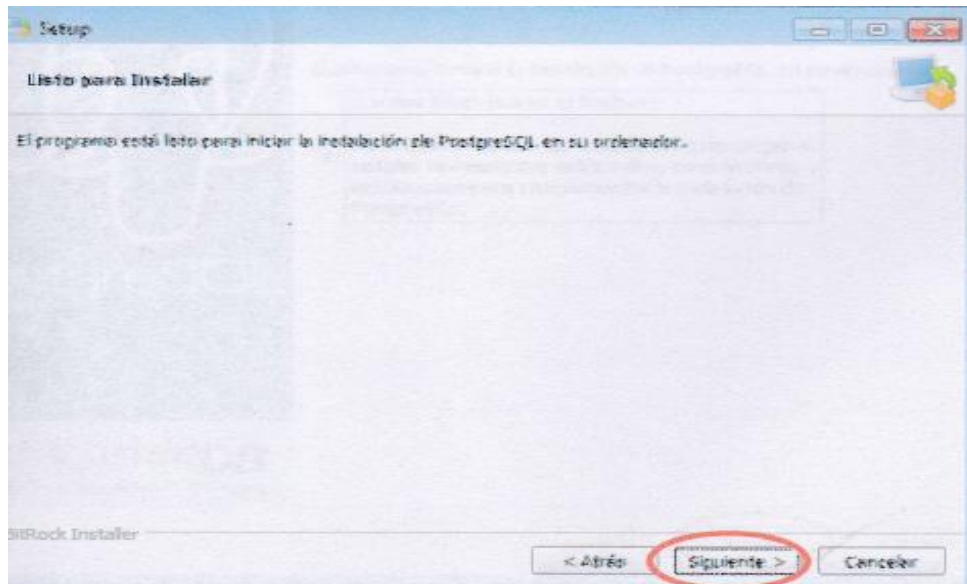 Setup
Listo para Instalar
El programa está listo para iniciar la instalación de PostgreSQL en su ordenador.
BitRock Installer
< Atrás
Siguiente >
Cancelar